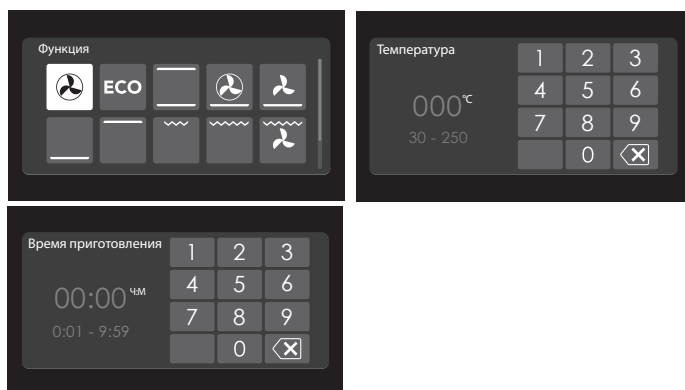 Функция
ECO
Температура
000°C
30 - 250
1 2 3
4 5 6
7 8 9
0
Время приготовления
00:00 Ч:М
0:01 - 9:59
1 2 3
4 5 6
7 8 9
0